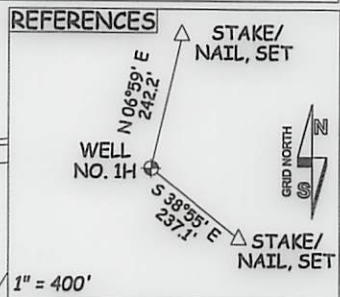 REFERENCES
STAKE/
NAIL, SET
N 06°59' E
242.2'
WELL
NO. 1H
GRID NORTH
N
S
S 38°55' E
237.1'
STAKE/
NAIL, SET
1" = 400'